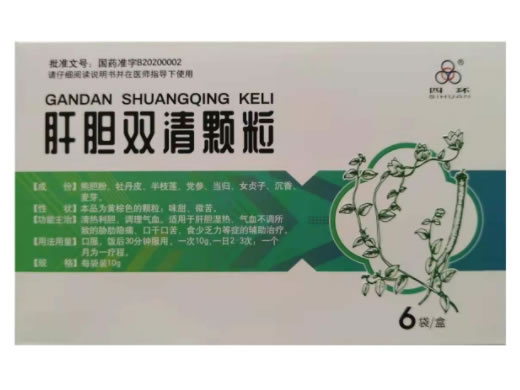 批准文号：国药准字B20200002
请仔细阅读说明书并在医师指导下使用
GANDAN SHUANGQING KELI
肝胆双清颗粒
四环
SIHUAN
【成 份】熊胆粉、牡丹皮、半枝莲、党参、当归、女贞子、沉香、
麦芽。
【性 状】本品为黄棕色的颗粒；味甜、微苦。
【功能主治】清热利胆，调理气血。适用于肝胆湿热，气血不调所
致的胁肋隐痛，口干口苦，食少乏力等症的辅助治疗。
【用法用量】口服，饭后30分钟服用，一次10g，一日2-3次，一个
月为一疗程。
【规 格】每袋装10g
6袋/盒